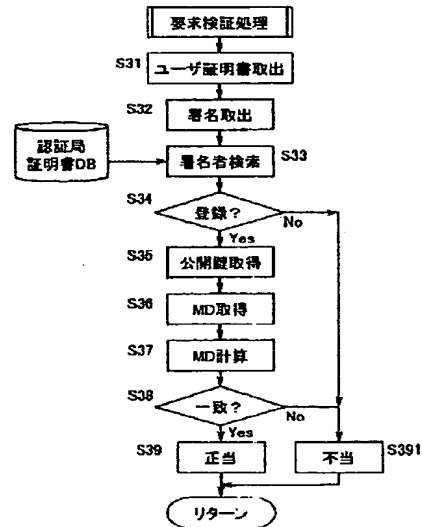 要求検証処理
S31
ユーザ証明書取出
S32
署名取出
認証局
証明書DB
署名者検索
S33
S34
登録?
No
Yes
S35
公開鍵取得
S36
MD取得
S37
MD計算
S38
一致?
No
Yes
S39
正当
不当
S391
リターン